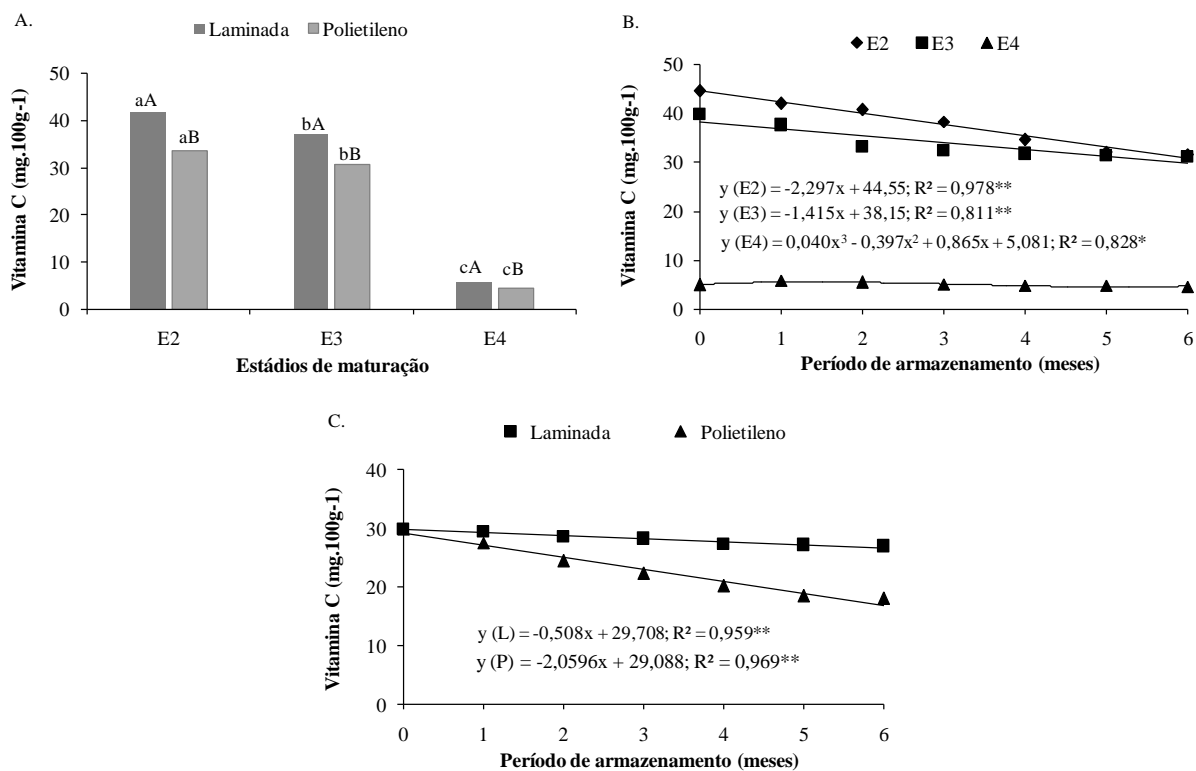 A.
Laminada Polietileno
Vitamina C (mg.100g-1)
50
40
30
20
10
0
aA
aB
bA
bB
cA
cB
E2 E3 E4
Estádios de maturação
B.
E2 E3 E4
Vitamina C (mg.100g-1)
50
40
30
20
10
0
y (E2) = -2,297x + 44,55; R² = 0,978**
y (E3) = -1,415x + 38,15; R² = 0,811**
y (E4) = 0,040x³ - 0,397x² + 0,865x + 5,081; R² = 0,828*
0 1 2 3 4 5 6
Período de armazenamento (meses)
C.
Laminada Polietileno
Vitamina C (mg.100g-1)
40
30
20
10
0
y (L) = -0,508x + 29,708; R² = 0,959**
y (P) = -2,0596x + 29,088; R² = 0,969**
0 1 2 3 4 5 6
Período de armazenamento (meses)